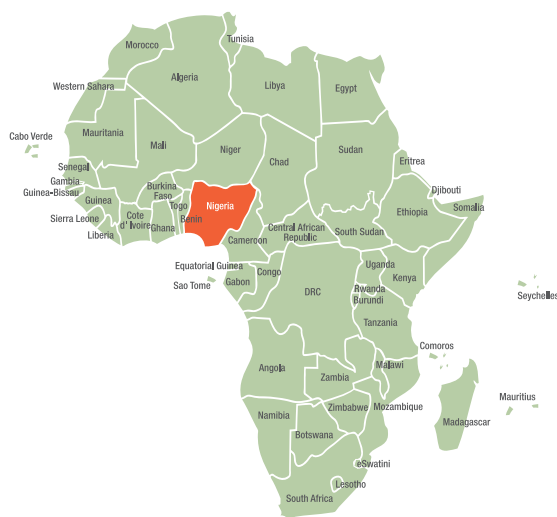 Tunisia
Morocco
Algeria
Libya
Egypt
Western Sahara
Cabo Verde
Mauritania
Mali
Niger
Chad
Sudan
Eritrea
Senegal
Gambia
Guinea-Bissau
Guinea
Burkina
Faso
Djibouti
Somalia
Nigeria
Togo
Benin
Sierra Leone
Cote
d' Ivoire
Ghana
Liberia
Ethiopia
Central African
Republic
South Sudan
Cameroon
Equatorial Guinea
Sao Tome
Gabon
Congo
DRC
Uganda
Kenya
Rwanda
Burundi
Seychelles
Tanzania
Comoros
Angola
Zambia
Malawi
Mozambique
Mauritius
Madagascar
Namibia
Zimbabwe
Botswana
eSwatini
Lesotho
South Africa